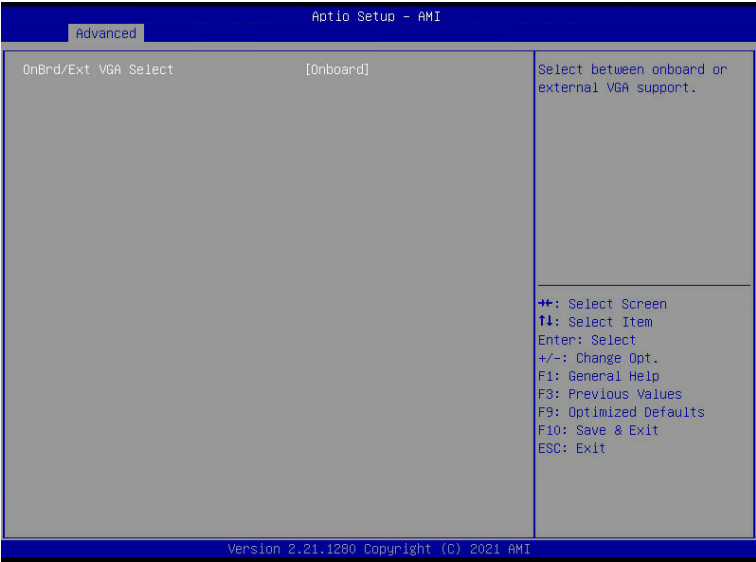 Aptio Setup – AMI
Advanced
OnBrd/Ext VGA Select [Onboard]
Select between onboard or
external VGA support.
→←: Select Screen
↑↓: Select Item
Enter: Select
+/-: Change Opt.
F1: General Help
F3: Previous Values
F9: Optimized Defaults
F10: Save & Exit
ESC: Exit
Version 2.21.1280 Copyright (C) 2021 AMI